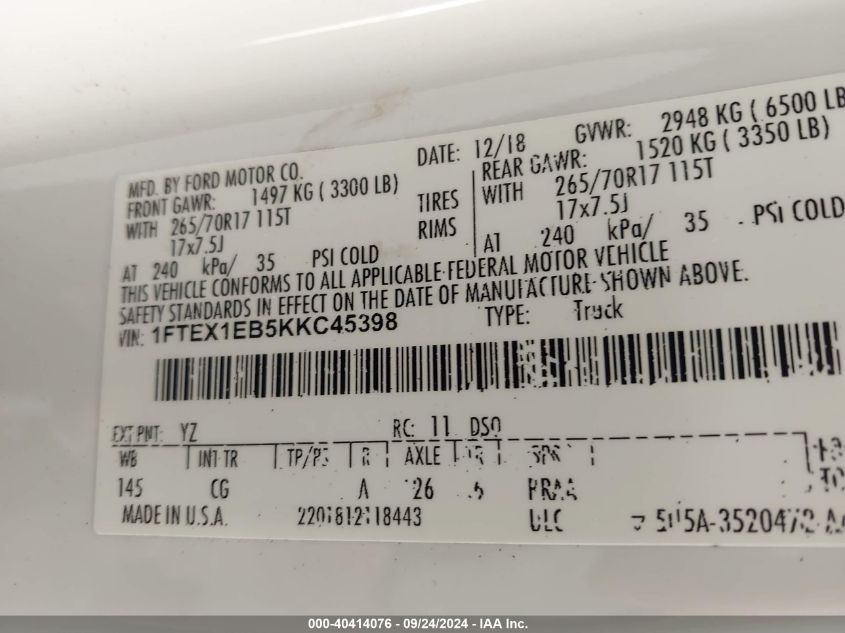 MFD. BY FORD MOTOR CO. DATE: 12/18 GVWR: 2948 KG ( 6500 LB
FRONT GAWR: 1497 KG ( 3300 LB) REAR GAWR: 1520 KG ( 3350 LB)
WITH 265/70R17 115T TIRES WITH 265/70R17 115T
17x7.5J RIMS 17x7.5J
AT 240 kPa/ 35 PSI COLD AT 240 kPa/ 35 PSI COLD
THIS VEHICLE CONFORMS TO ALL APPLICABLE FEDERAL MOTOR VEHICLE
SAFETY STANDARDS IN EFFECT ON THE DATE OF MANUFACTURE SHOWN ABOVE.
VIN: 1FTEX1EB5KKC45398 TYPE: Truck
EXT PNT: YZ RC: 11 DSO
WB INT TR TP/PS R AXLE TR SPR
145 CG A 26 6
MADE IN U.S.A. ULC
000-40414076 - 09/24/2024 - IAA Inc.